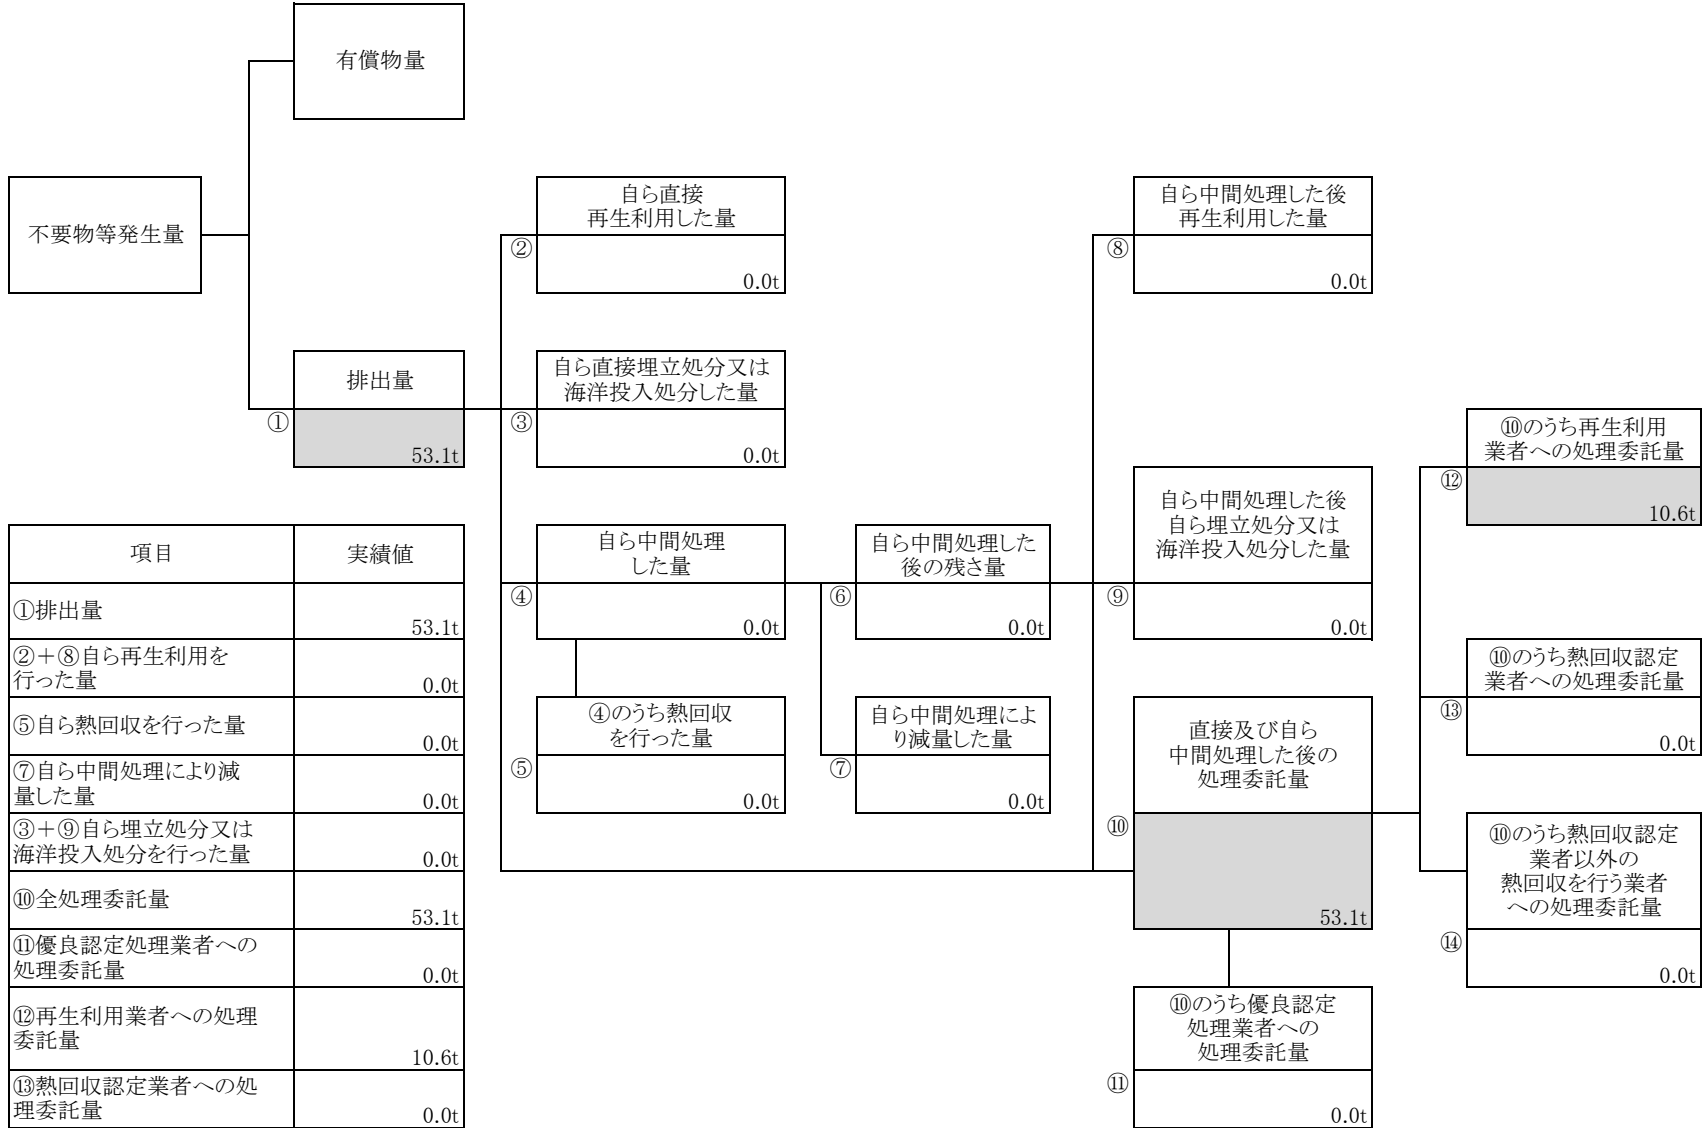 有償物量
不要物等発生量
排出量
①
53.1t
自ら直接
再生利用した量
②
0.0t
自ら直接埋立処分又は
海洋投入処分した量
③
0.0t
自ら中間処理
した量
④
0.0t
④のうち熱回収
を行った量
⑤
0.0t
自ら中間処理した
後の残さ量
⑥
0.0t
自ら中間処理によ
り減量した量
⑦
0.0t
自ら中間処理した後
再生利用した量
⑧
0.0t
自ら中間処理した後
自ら埋立処分又は
海洋投入処分した量
⑨
0.0t
直接及び自ら
中間処理した後の
処理委託量
⑩
53.1t
⑩のうち優良認定
処理業者への
処理委託量
⑪
0.0t
⑩のうち再生利用
業者への処理委託量
⑫
10.6t
⑩のうち熱回収認定
業者への処理委託量
⑬
0.0t
⑩のうち熱回収認定
業者以外の
熱回収を行う業者
への処理委託量
⑭
0.0t
項目 実績値
①排出量
53.1t
②+⑧自ら再生利用を
行った量
0.0t
⑤自ら熱回収を行った量
0.0t
⑦自ら中間処理により減
量した量
0.0t
③+⑨自ら埋立処分又は
海洋投入処分を行った量
0.0t
⑩全処理委託量
53.1t
⑪優良認定処理業者への
処理委託量
0.0t
⑫再生利用業者への処理
委託量
10.6t
⑬熱回収認定業者への処
理委託量
0.0t